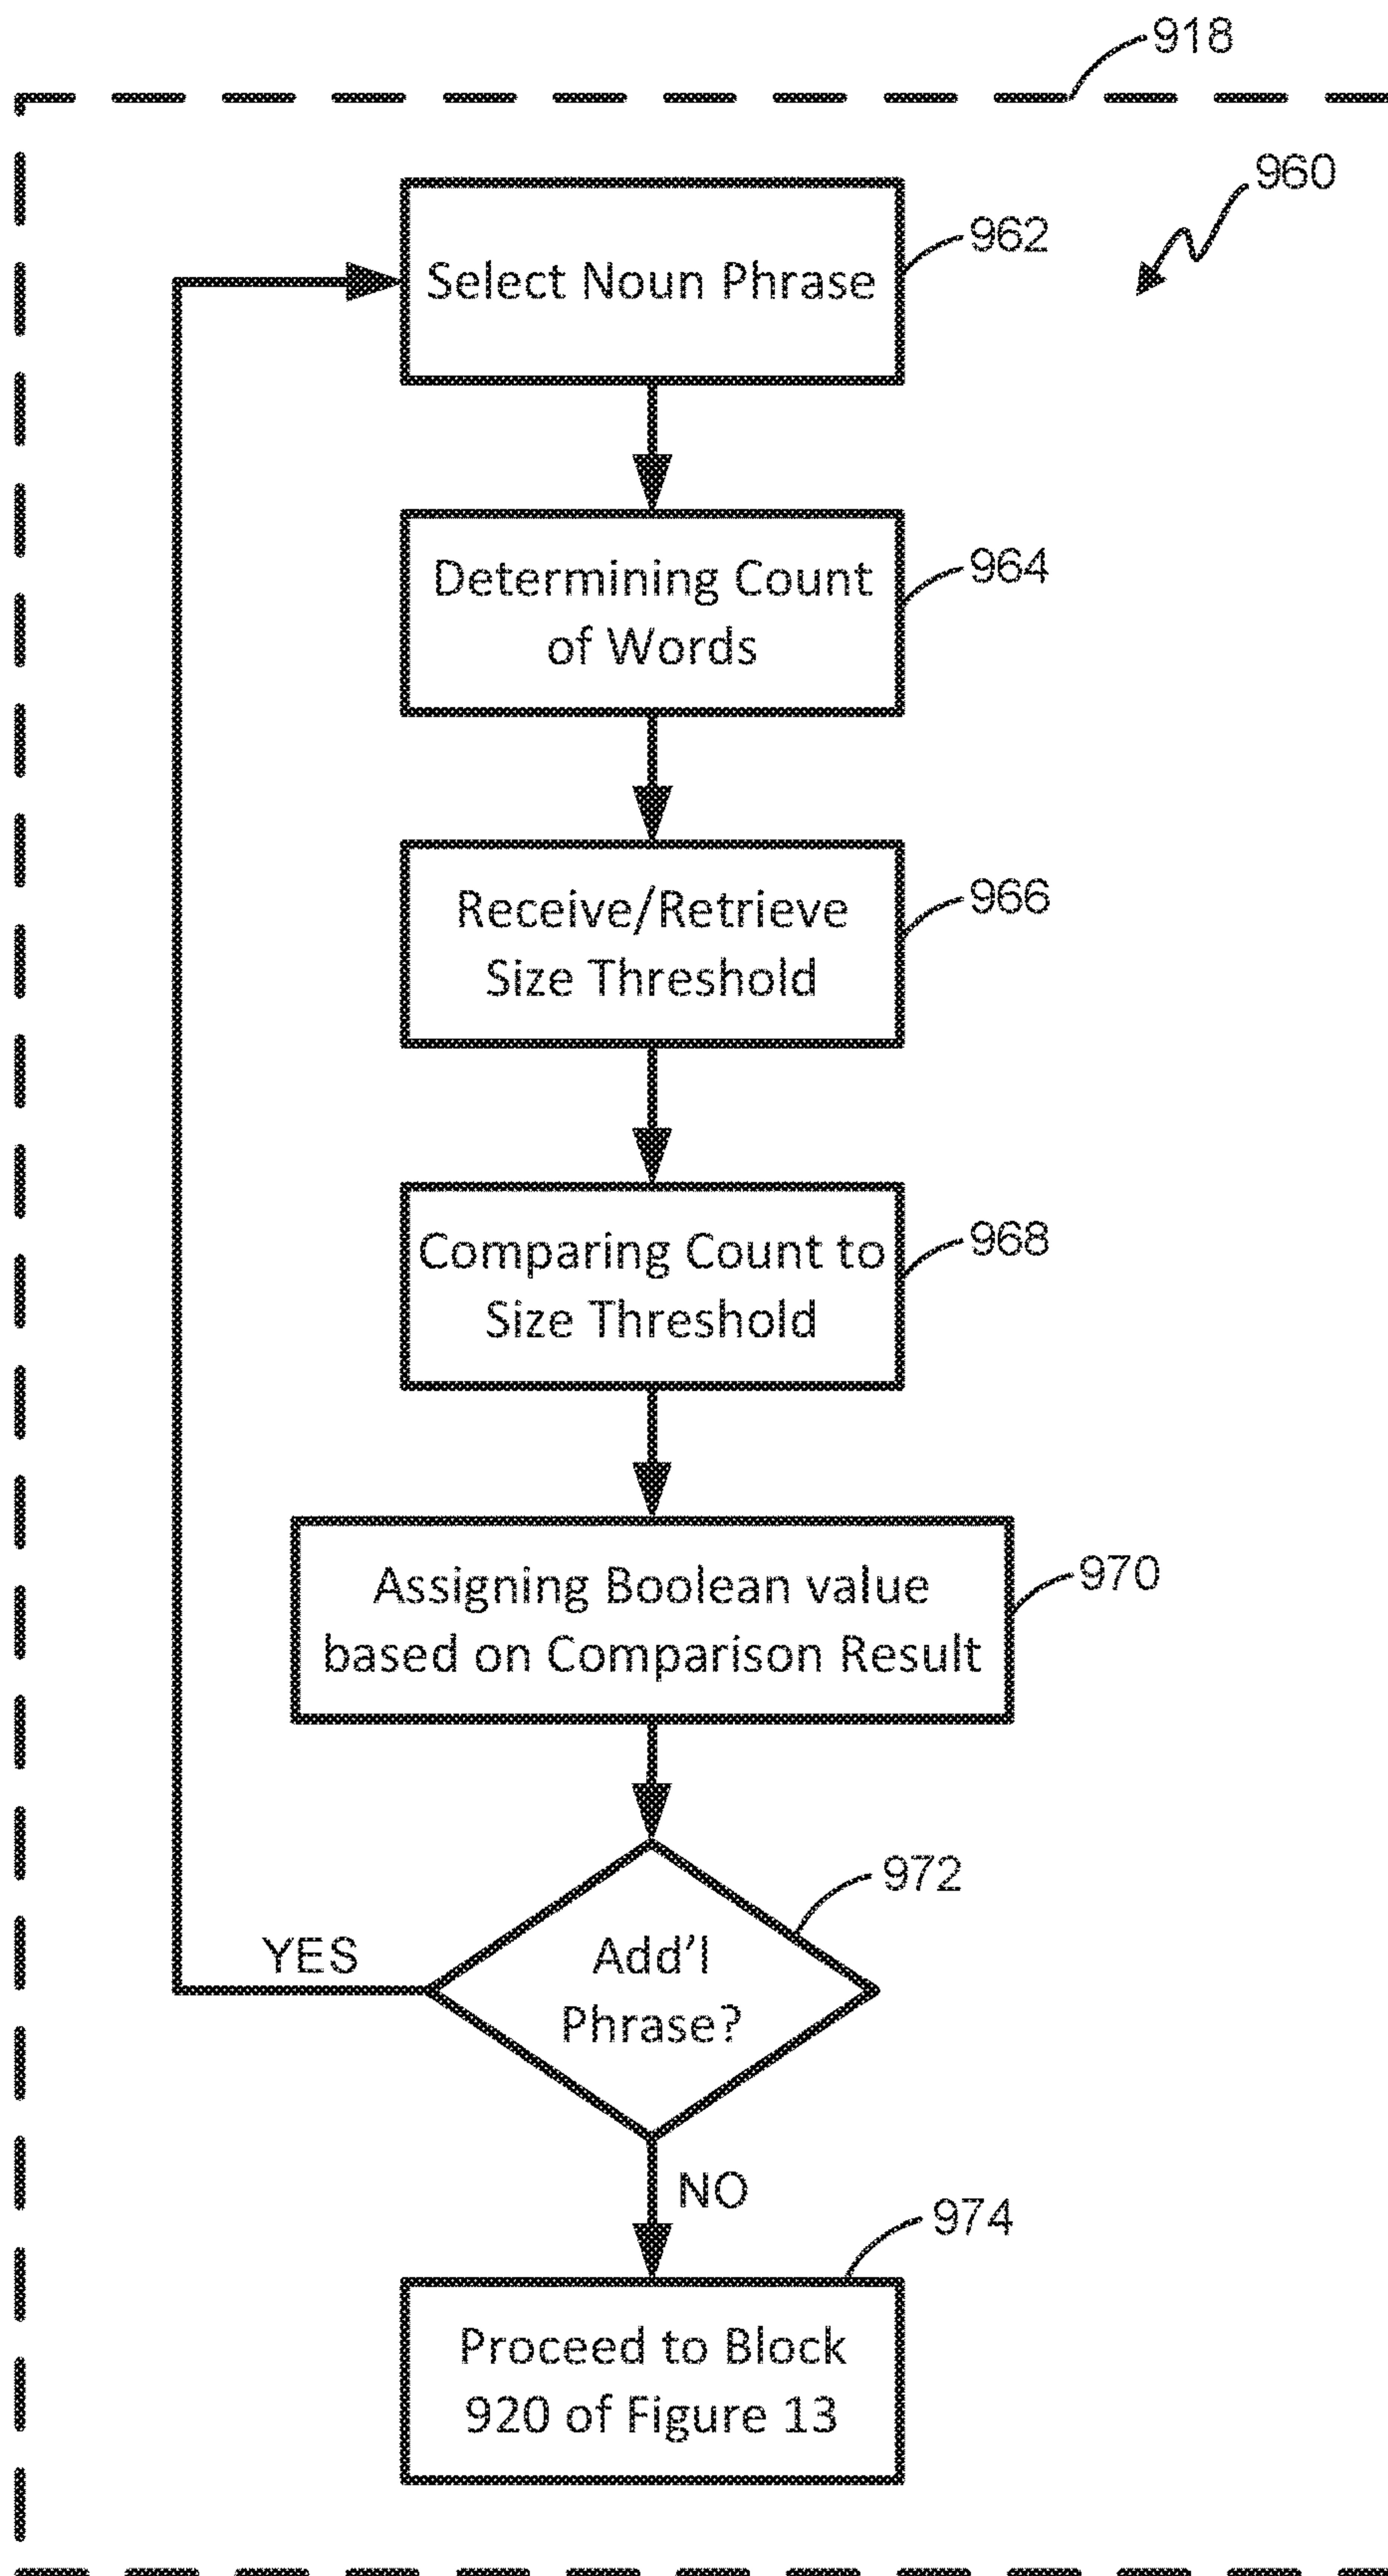 918
960
962
Select Noun Phrase
964
Determining Count
of Words
966
Receive/Retrieve
Size Threshold
968
Comparing Count to
Size Threshold
970
Assigning Boolean value
based on Comparison Result
972
YES
Add'l
Phrase?
NO
974
Proceed to Block
920 of Figure 13